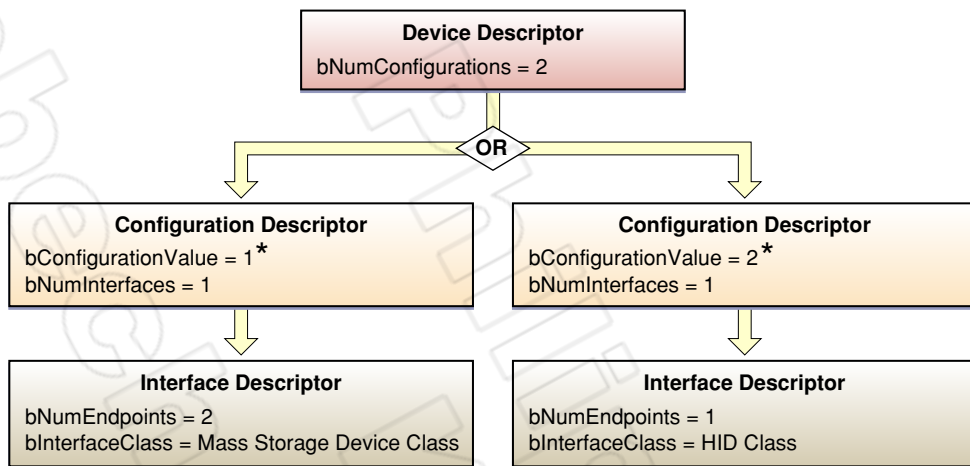 Device Descriptor
bNumConfigurations = 2
OR
Configuration Descriptor
bConfigurationValue = 1*
bNumInterfaces = 1
Configuration Descriptor
bConfigurationValue = 2*
bNumInterfaces = 1
Interface Descriptor
bNumEndpoints = 2
bInterfaceClass = Mass Storage Device Class
Interface Descriptor
bNumEndpoints = 1
bInterfaceClass = HID Class